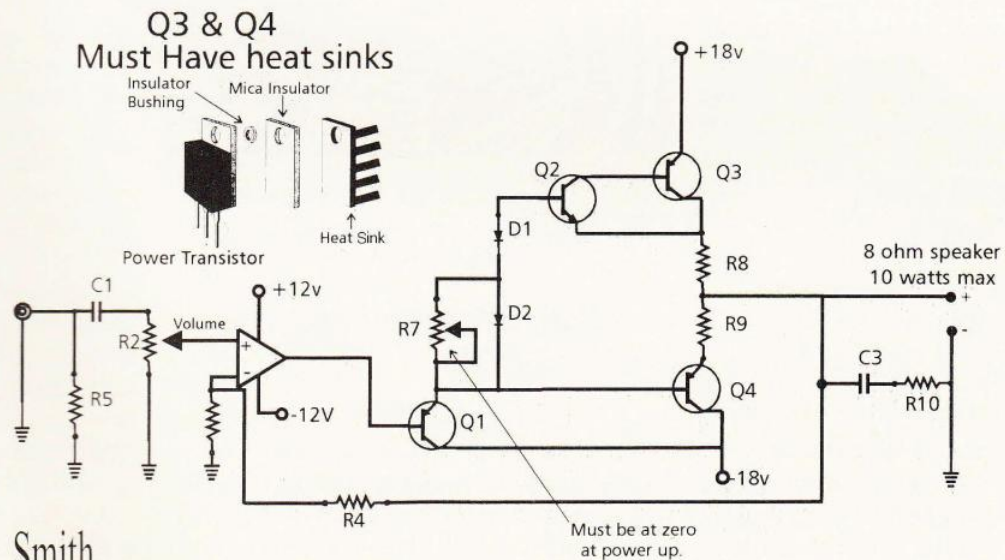 Q3 & Q4
Must Have heat sinks
Insulator
Bushing
Mica Insulator
Heat Sink
Power Transistor
+18v
Q2
Q3
D1
R8
8 ohm speaker
10 watts max
C1
+12v
R2
Volume
+
-
R7
D2
R9
+
-
R5
-12V
Q1
Q4
C3
R10
-18v
R4
Must be at zero
at power up.
Smith